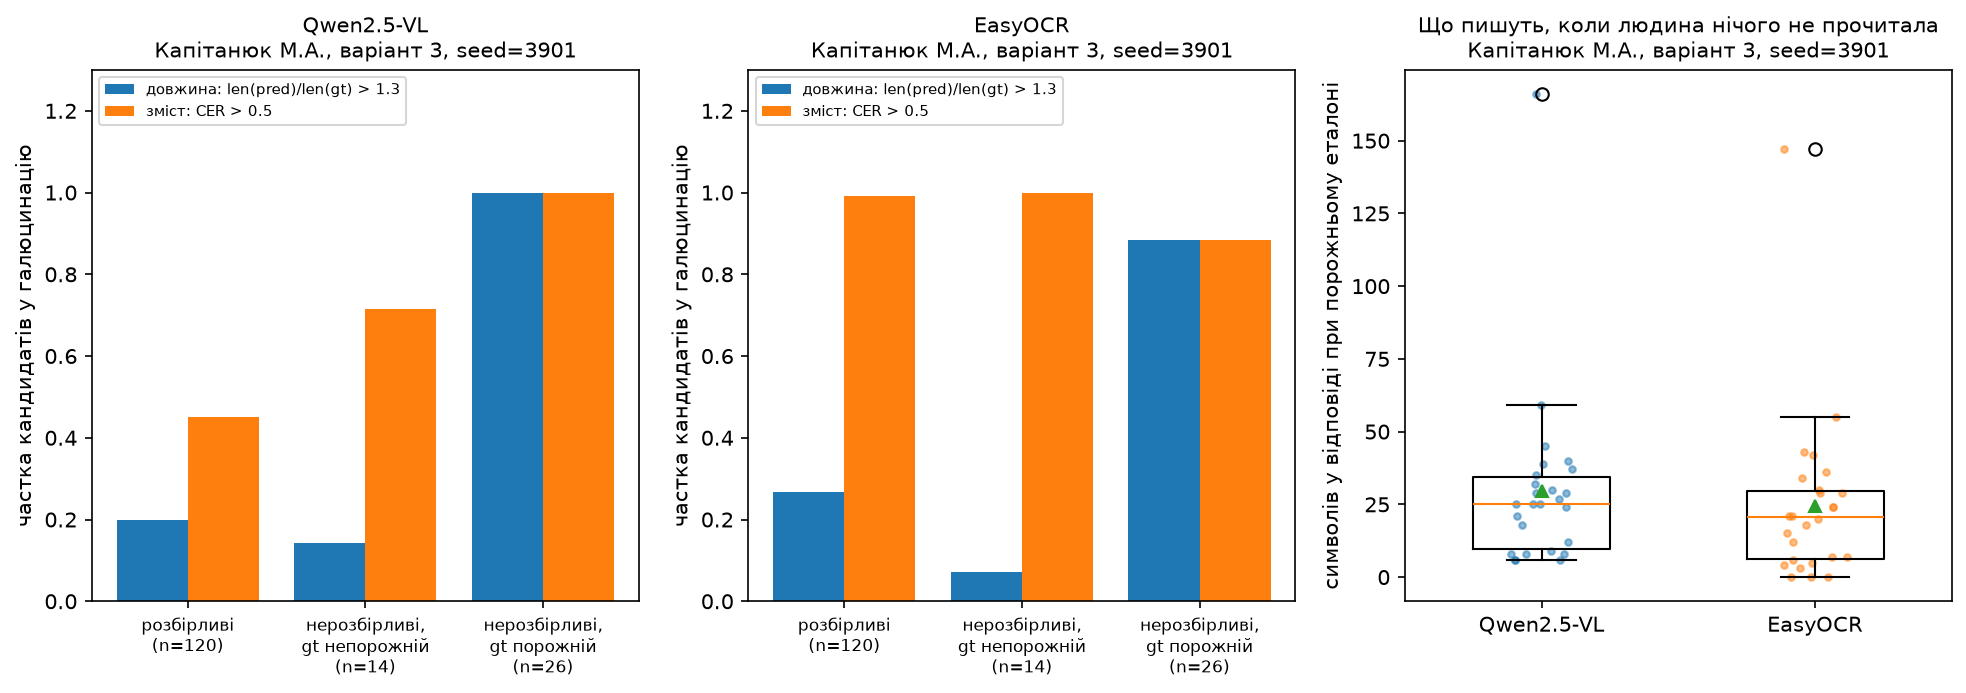 Qwen2.5-VL
Капітанюк М.А., варіант 3, seed=3901
довжина: len(pred)/len(gt) > 1.3
зміст: CER > 0.5
частка кандидатів у галюцинацію
1.2
1.0
0.8
0.6
0.4
0.2
0.0
розбірливі
(n=120)
нерозбірливі,
gt непорожній
(n=14)
нерозбірливі,
gt порожній
(n=26)
EasyOCR
Капітанюк М.А., варіант 3, seed=3901
довжина: len(pred)/len(gt) > 1.3
зміст: CER > 0.5
частка кандидатів у галюцинацію
1.2
1.0
0.8
0.6
0.4
0.2
0.0
розбірливі
(n=120)
нерозбірливі,
gt непорожній
(n=14)
нерозбірливі,
gt порожній
(n=26)
Що пишуть, коли людина нічого не прочитала
Капітанюк М.А., варіант 3, seed=3901
символів у відповіді при порожньому еталоні
150
125
100
75
50
25
0
Qwen2.5-VL
EasyOCR